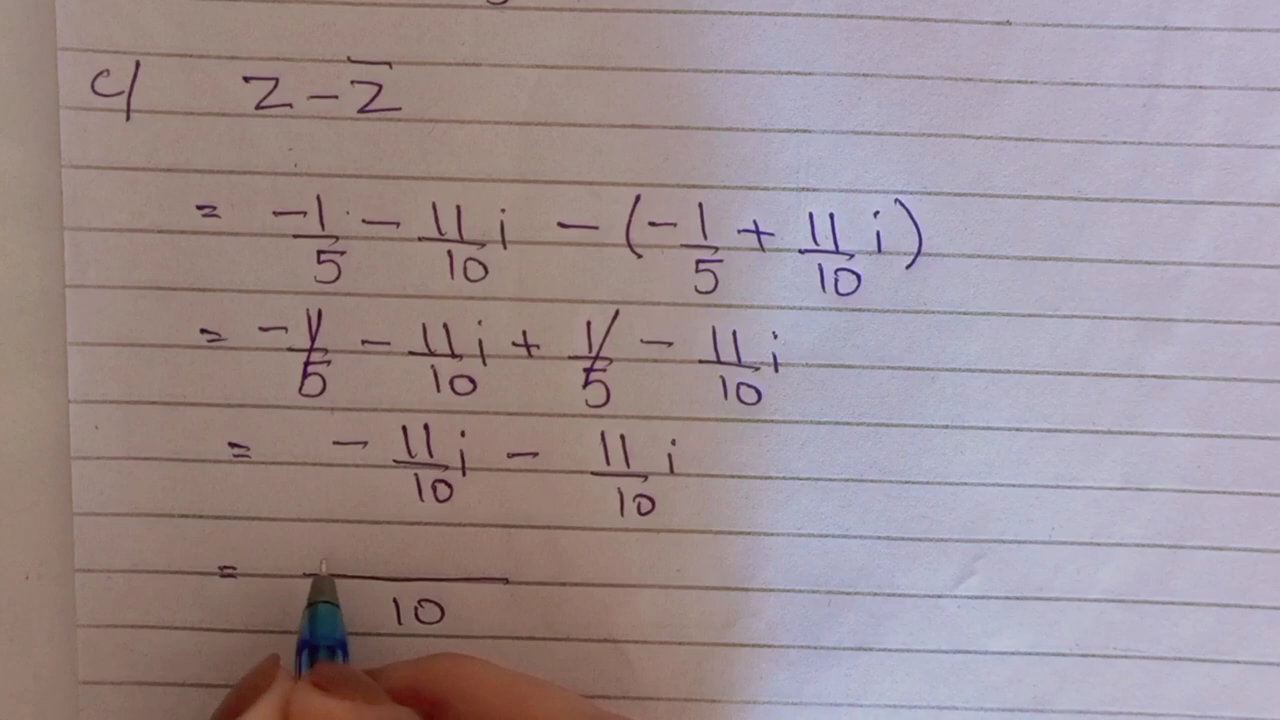 c/ z - z̄
= -1/5 - 11/10 i - (-1/5 + 11/10 i)
= -1/5 - 11/10 i + 1/5 - 11/10 i
= - 11/10 i - 11/10 i
= /10